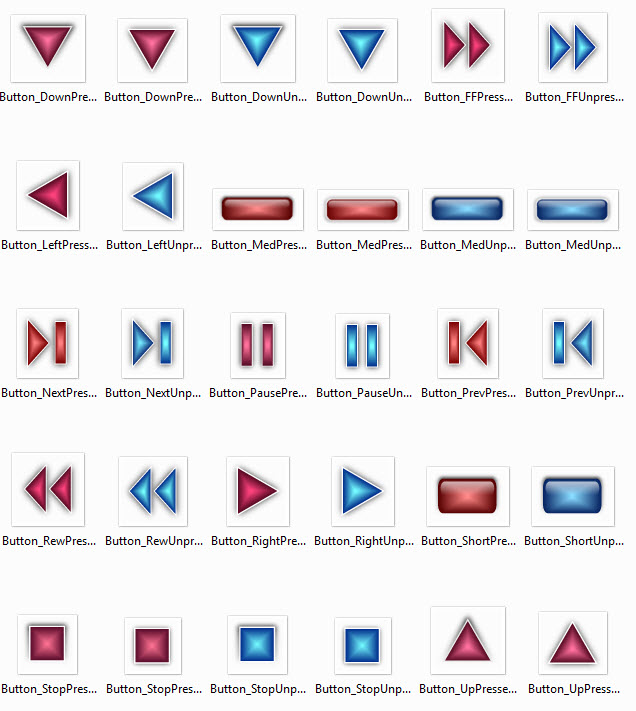 Button_DownPre... Button_DownPre... Button_DownUn... Button_DownUn... Button_FFPress... Button_FFUnpres...
Button_LeftPress... Button_LeftUnpr... Button_MedPres... Button_MedPres... Button_MedUnp... Button_MedUnp...
Button_NextPres... Button_NextUnp... Button_PausePre... Button_PauseUn... Button_PrevPres... Button_PrevUnpr...
Button_RewPres... Button_RewUnpr... Button_RightPre... Button_RightUnp... Button_ShortPre... Button_ShortUnp...
Button_StopPres... Button_StopPres... Button_StopUnp... Button_StopUnp... Button_UpPresse... Button_UpPress...